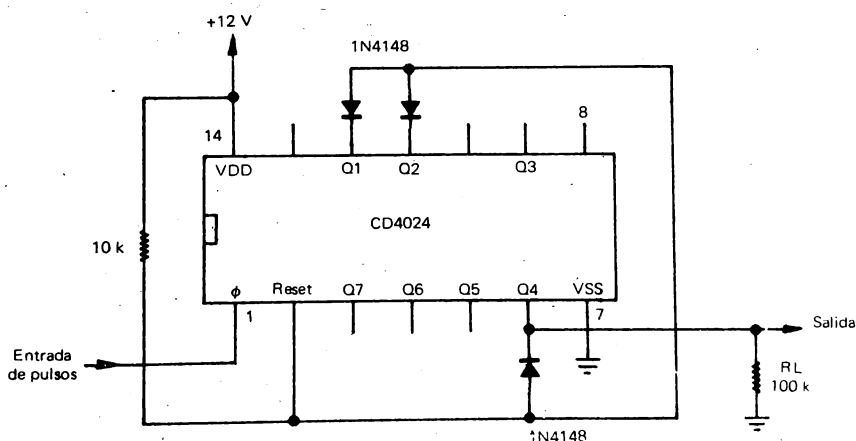 +12 V
1N4148
14
8
VDD
Q1
Q2
Q3
CD4024
10 k
ϕ
Reset
Q7
Q6
Q5
Q4
VSS
1
7
Salida
Entrada
de pulsos
RL
100 k
1N4148